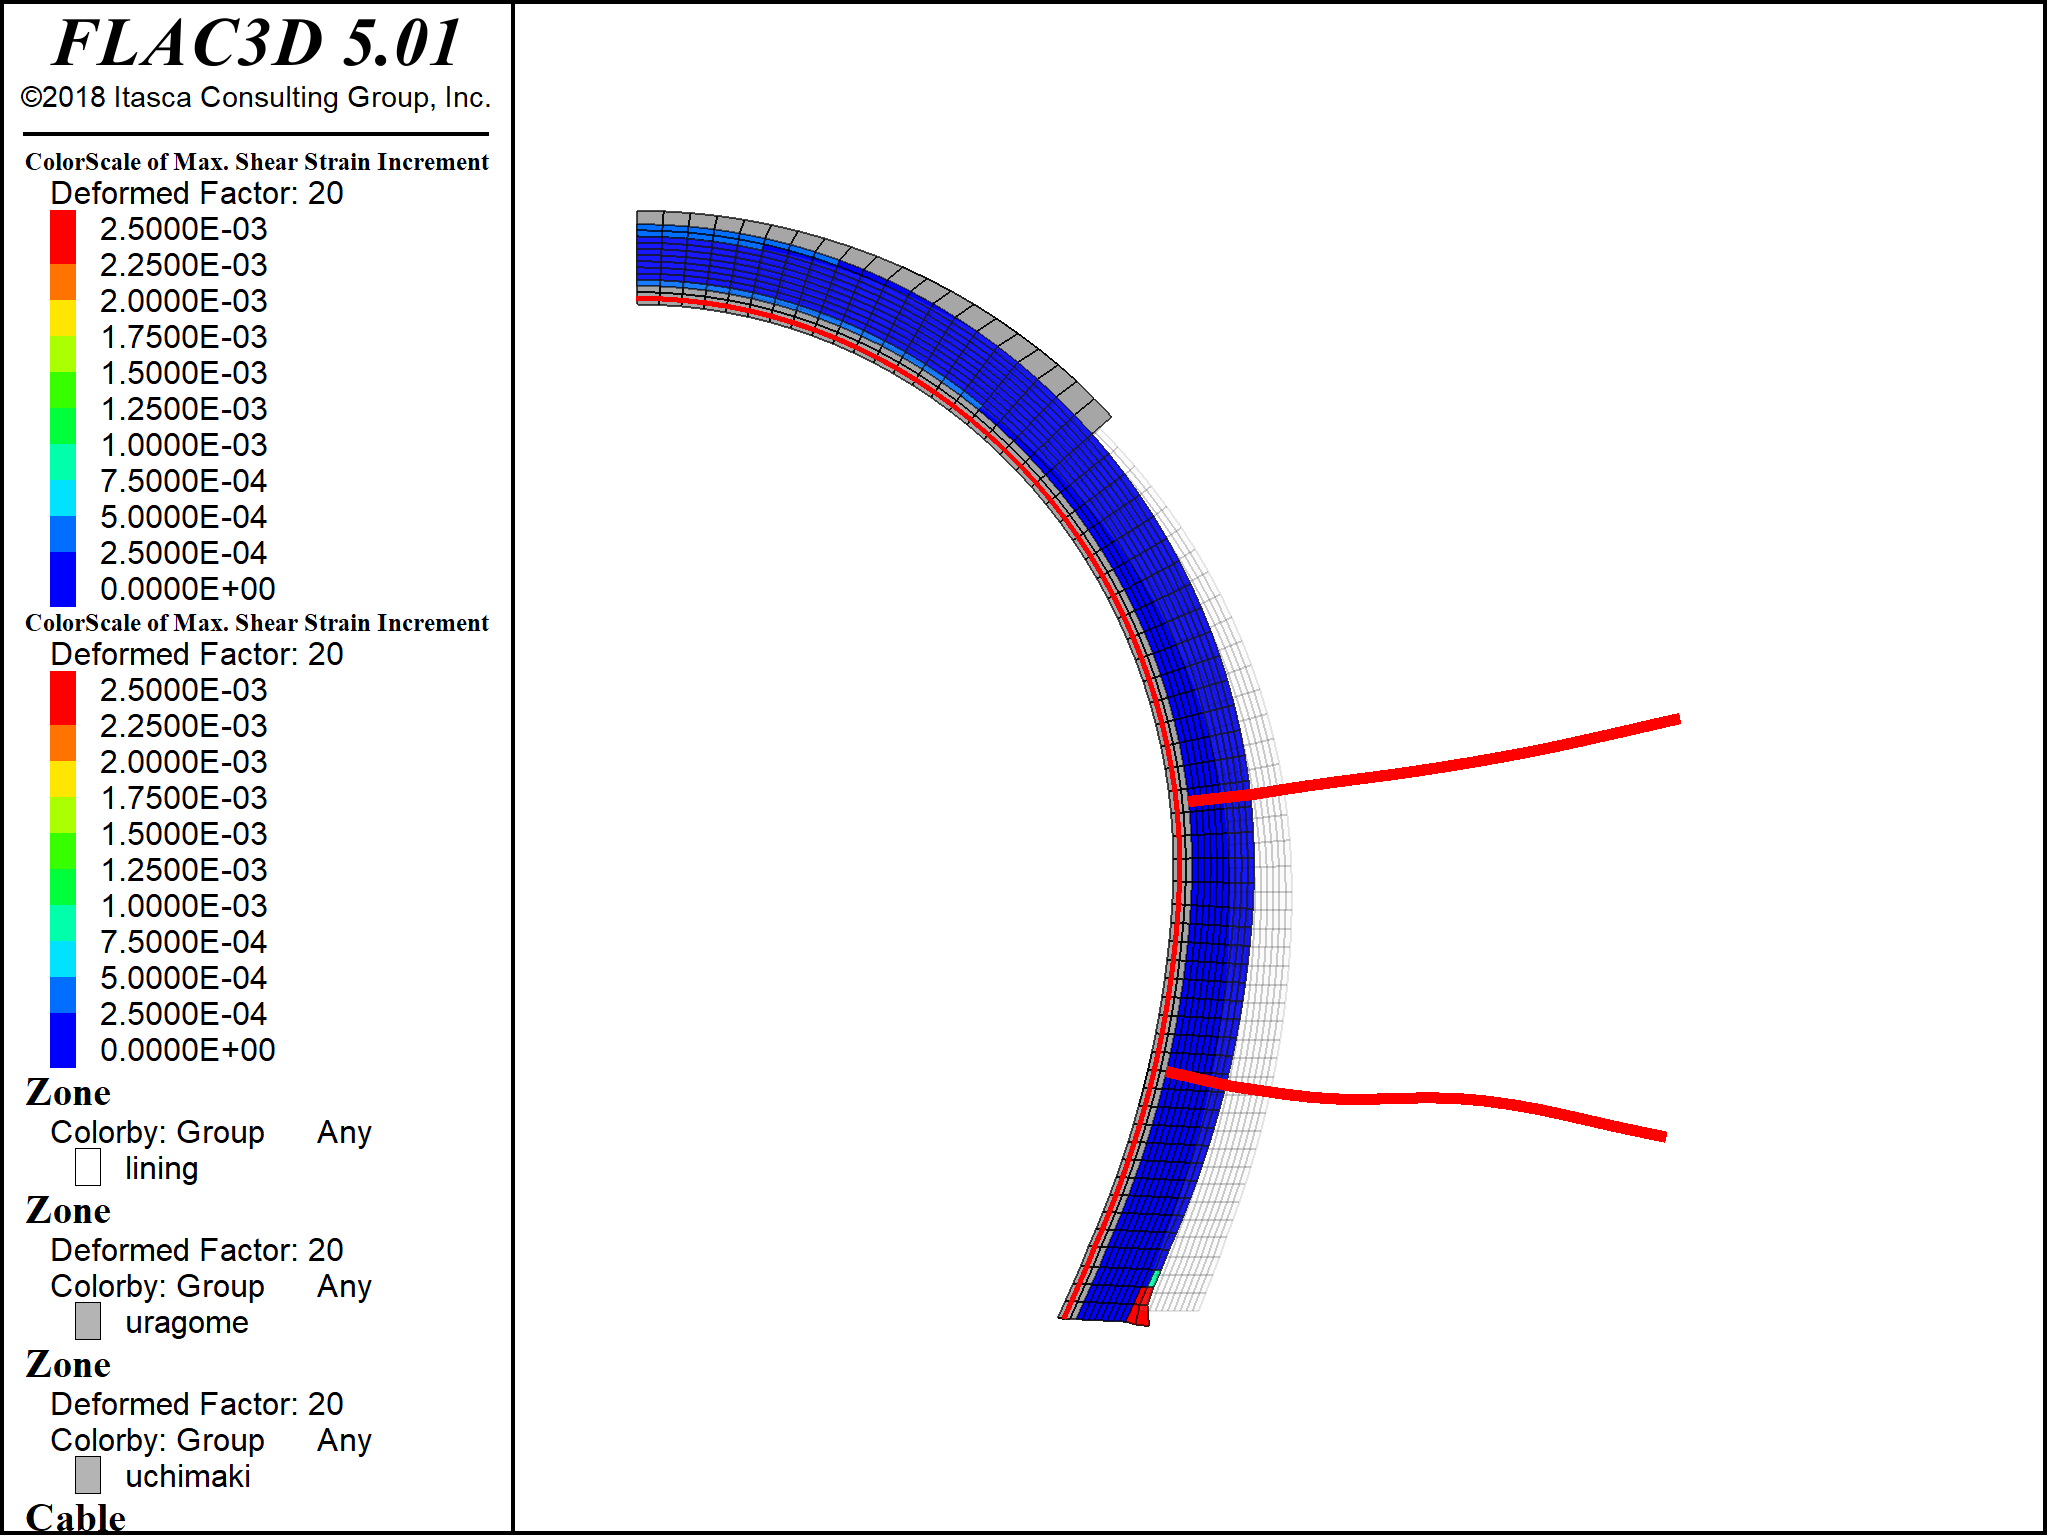 FLAC3D 5.01
©2018 Itasca Consulting Group, Inc.
ColorScale of Max. Shear Strain Increment
Deformed Factor: 20
2.5000E-03
2.2500E-03
2.0000E-03
1.7500E-03
1.5000E-03
1.2500E-03
1.0000E-03
7.5000E-04
5.0000E-04
2.5000E-04
0.0000E+00
ColorScale of Max. Shear Strain Increment
Deformed Factor: 20
2.5000E-03
2.2500E-03
2.0000E-03
1.7500E-03
1.5000E-03
1.2500E-03
1.0000E-03
7.5000E-04
5.0000E-04
2.5000E-04
0.0000E+00
Zone
Colorby: Group Any
lining
Zone
Deformed Factor: 20
Colorby: Group Any
uragome
Zone
Deformed Factor: 20
Colorby: Group Any
uchimaki
Cable